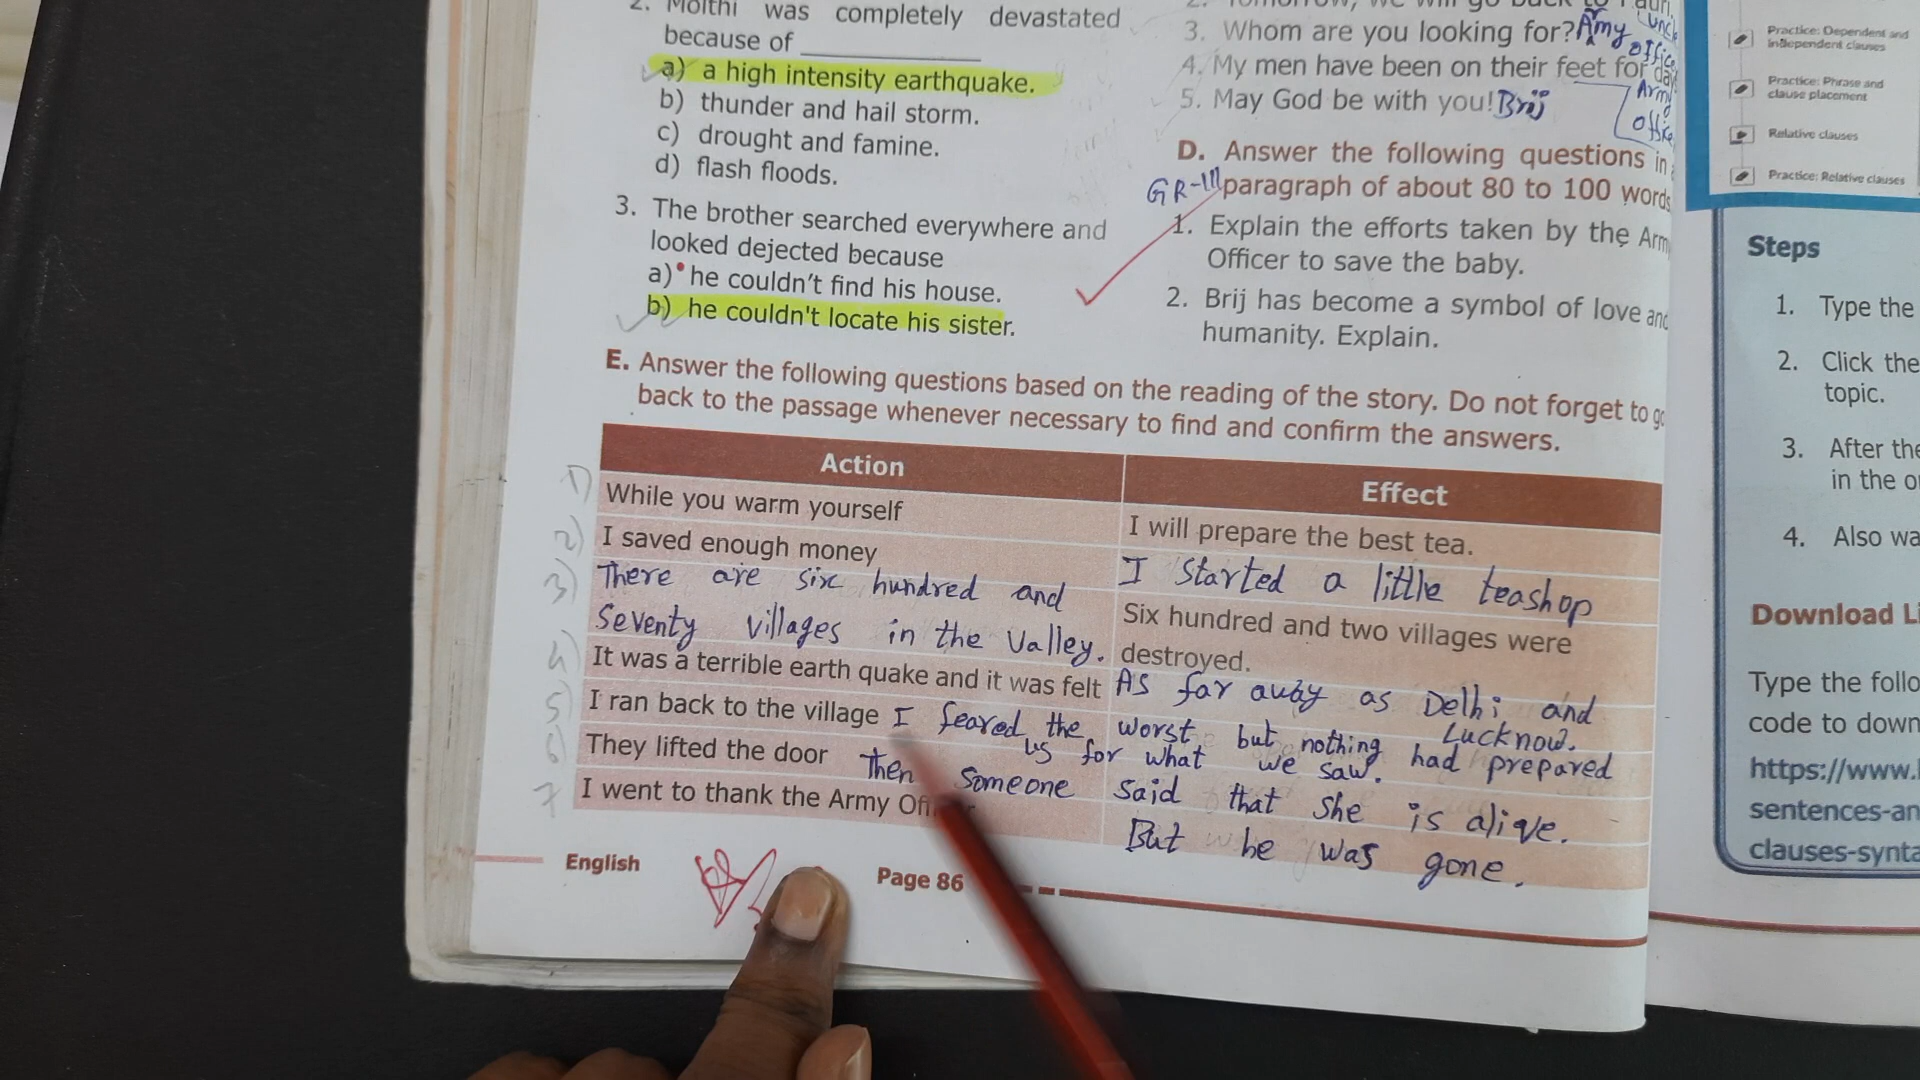 2. Molthi was completely devastated
because of
a) a high intensity earthquake.
b) thunder and hail storm.
c) drought and famine.
d) flash floods.
3. The brother searched everywhere and
looked dejected because
a) he couldn't find his house.
b) he couldn't locate his sister.
3. Whom are you looking for? Army
4. My men have been on their feet for day
5. May God be with you! Brij
Army
D. Answer the following questions in
GR-III paragraph of about 80 to 100 words
1. Explain the efforts taken by the Arm
Officer to save the baby.
2. Brij has become a symbol of love and
humanity. Explain.
E. Answer the following questions based on the reading of the story. Do not forget to go
back to the passage whenever necessary to find and confirm the answers.
Action Effect
1) While you warm yourself I will prepare the best tea.
2) I saved enough money I started a little teashop
3) There are six hundred and
Seventy villages in the Valley.
Six hundred and two villages were
destroyed.
4) It was a terrible earth quake and it was felt As far away as Delhi and
Lucknow.
5) I ran back to the village I feared the worst but nothing had prepared
us for what we saw.
6) They lifted the door Then someone said that she is alive.
7 I went to thank the Army But he was gone.
English
Page 86
Practice: Dependent and
independent clauses
Practice: Phrase and
clause placement
Relative clauses
Practice: Relative clauses
Steps
1. Type the
2. Click the
topic.
3. After the
in the
4. Also
Download
Type the
code to down
https://www.
sentences-an
clauses-synta